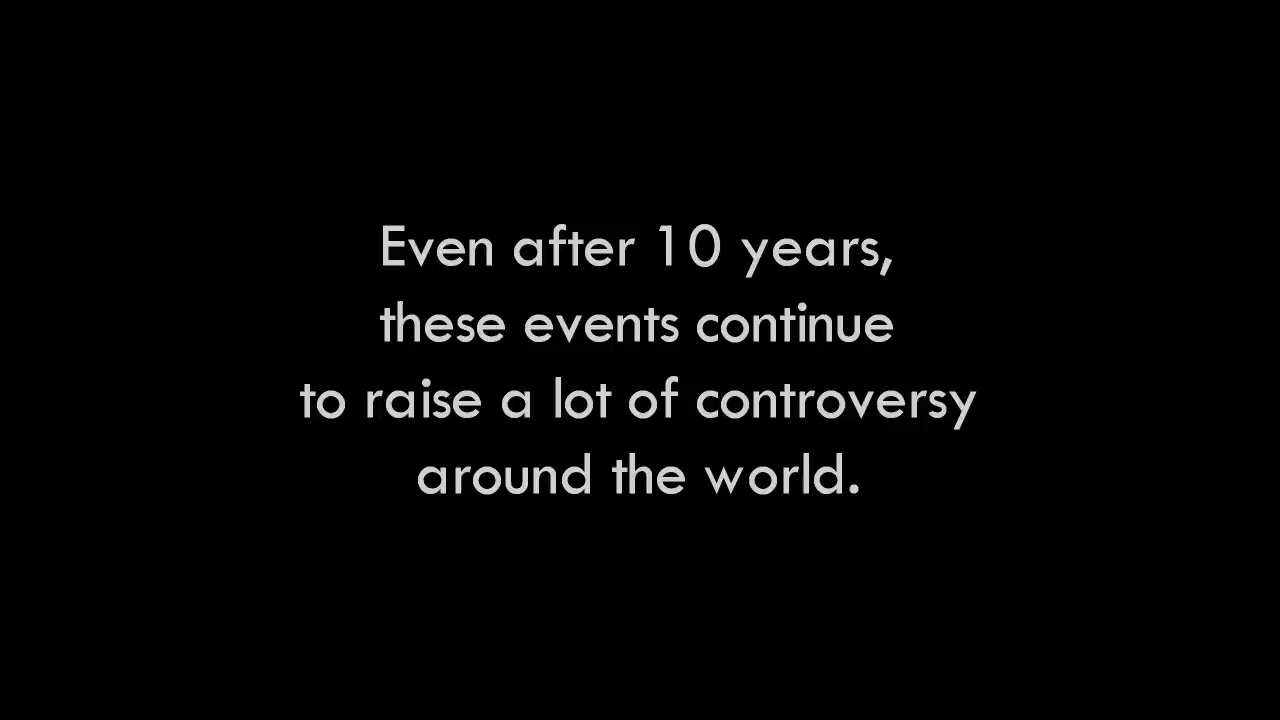 Even after 10 years,
these events continue
to raise a lot of controversy
around the world.